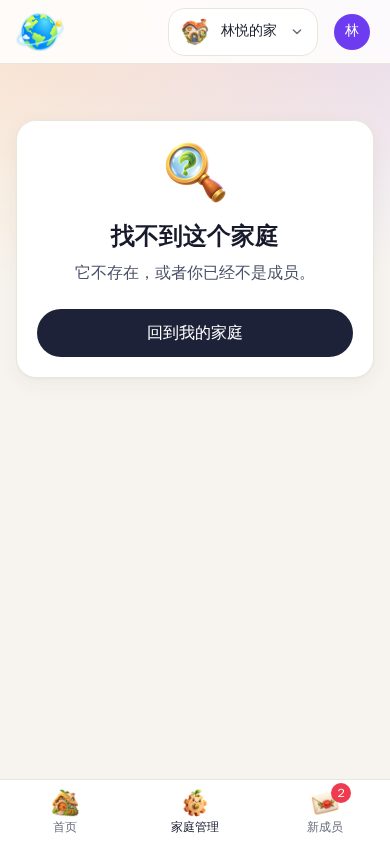 林悦的家
林
找不到这个家庭
它不存在，或者你已经不是成员。
回到我的家庭
首页
家庭管理
2
新成员